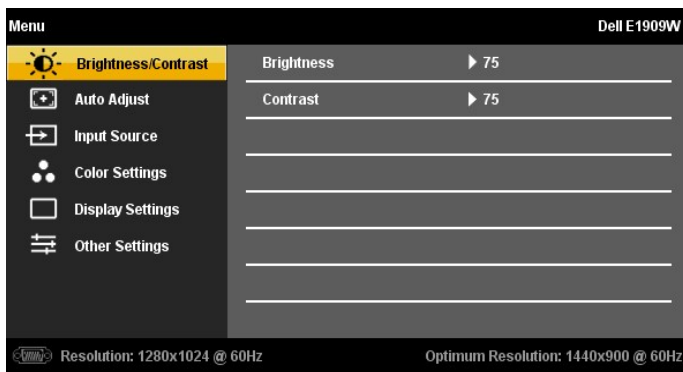 Menu Dell E1909W
Brightness/Contrast Brightness 75
Auto Adjust Contrast 75
Input Source
Color Settings
Display Settings
Other Settings
Resolution: 1280x1024 @ 60Hz Optimum Resolution: 1440x900 @ 60Hz